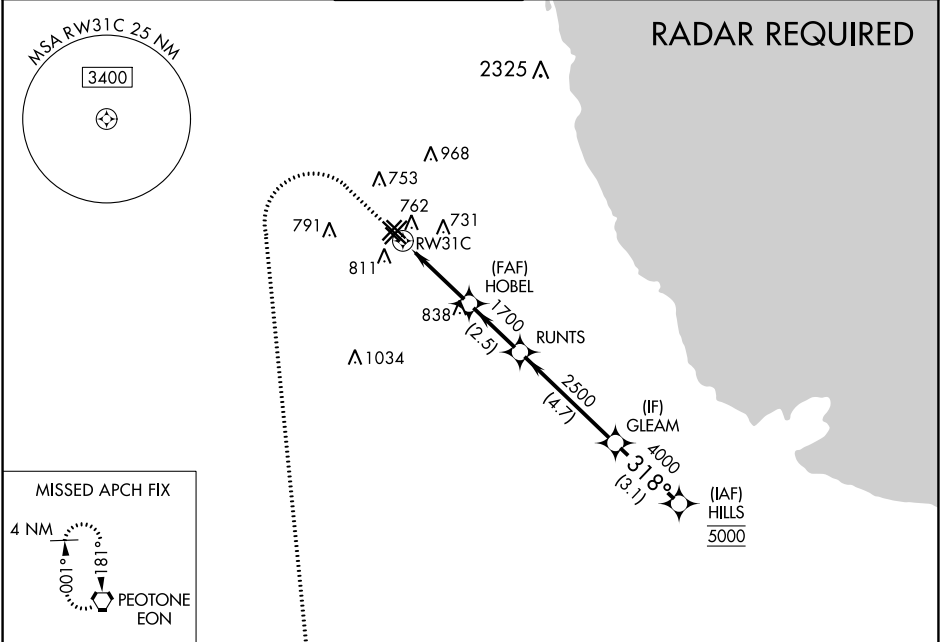 RADAR REQUIRED
MSA RW31C 25 NM
3400
2325
968
753
762
731
791
RW31C
811
(FAF)
HOBEL
838
1700
(2.5)
RUNTS
1034
2500
(4.7)
(IF)
GLEAM
4000
318°
(3.1)
(IAF)
HILLS
5000
MISSED APCH FIX
4 NM
001°
181°
PEOTONE
EON